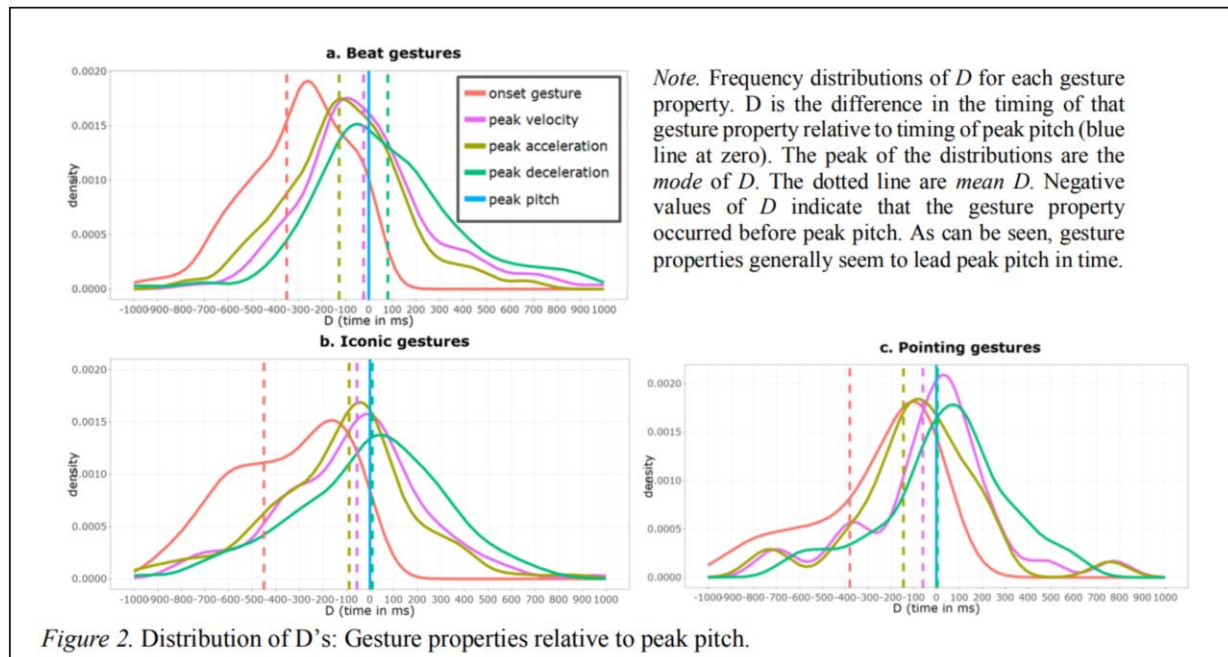 a. Beat gestures
0.0020
0.0015
0.0010
0.0005
0.0000
density
onset gesture
peak velocity
peak acceleration
peak deceleration
peak pitch
-1000-900-800-700-600-500-400-300-200-100 0 100 200 300 400 500 600 700 800 900 1000
D (time in ms)
Note. Frequency distributions of D for each gesture
property. D is the difference in the timing of that
gesture property relative to timing of peak pitch (blue
line at zero). The peak of the distributions are the
mode of D. The dotted line are mean D. Negative
values of D indicate that the gesture property
occurred before peak pitch. As can be seen, gesture
properties generally seem to lead peak pitch in time.
b. Iconic gestures
0.0020
0.0015
0.0010
0.0005
0.0000
density
-1000-900-800-700-600-500-400-300-200-100 0 100 200 300 400 500 600 700 800 900 1000
D (time in ms)
c. Pointing gestures
0.0020
0.0015
0.0010
0.0005
0.0000
density
-1000-900-800-700-600-500-400-300-200-100 0 100 200 300 400 500 600 700 800 900 1000
D (time in ms)
Figure 2. Distribution of D's: Gesture properties relative to peak pitch.